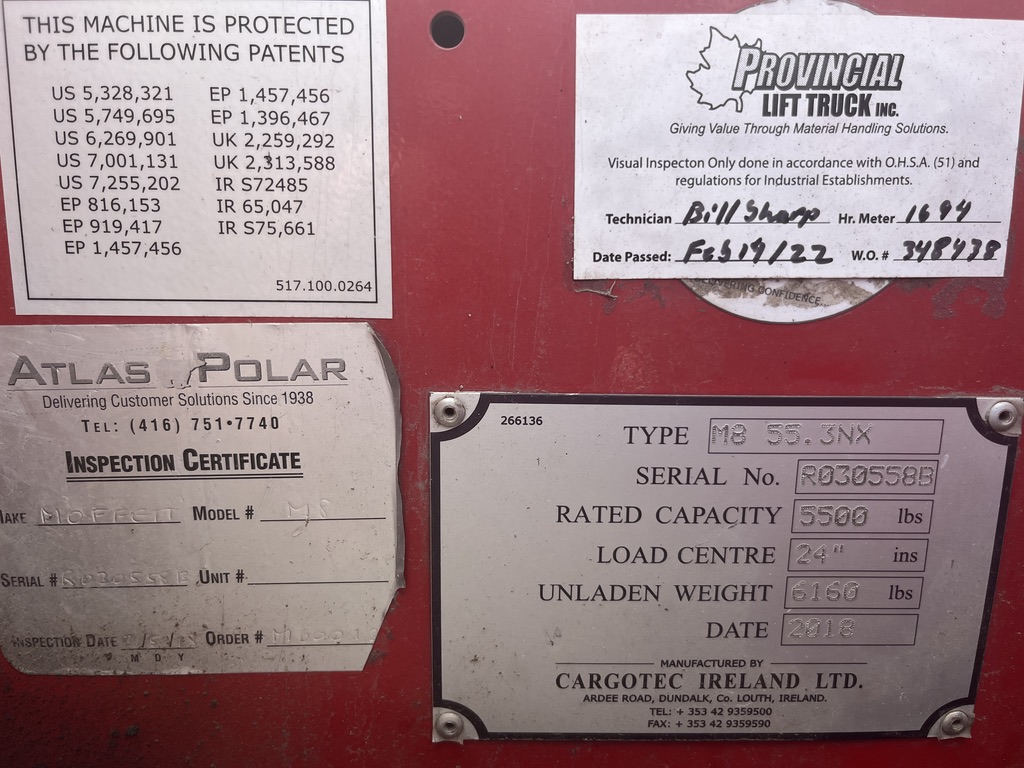 THIS MACHINE IS PROTECTED
BY THE FOLLOWING PATENTS
US 5,328,321 EP 1,457,456
US 5,749,695 EP 1,396,467
US 6,269,901 UK 2,259,292
US 7,001,131 UK 2,313,588
US 7,255,202 IR S72485
EP 816,153 IR 65,047
EP 919,417 IR S75,661
EP 1,457,456
517.100.0264
PROVINCIAL
LIFT TRUCK INC.
Giving Value Through Material Handling Solutions.
Visual Inspecton Only done in accordance with O.H.S.A. (51) and
regulations for Industrial Establishments.
Technician Bill Sharp Hr. Meter 1694
Date Passed: Feb 19/22 W.O. # 348438
DELIVERING CONFIDENCE
ATLAS POLAR
Delivering Customer Solutions Since 1938
TEL: (416) 751•7740
INSPECTION CERTIFICATE
MAKE MOFFETT MODEL # M8
SERIAL # R030558B UNIT #
INSPECTION DATE ORDER #
M D Y
266136
TYPE M8 55.3NX
SERIAL No. R030558B
RATED CAPACITY 5500 lbs
LOAD CENTRE 24" ins
UNLADEN WEIGHT 6160 lbs
DATE 2018
MANUFACTURED BY
CARGOTEC IRELAND LTD.
ARDEE ROAD, DUNDALK, Co. LOUTH, IRELAND.
TEL: + 353 42 9359500
FAX: + 353 42 9359590